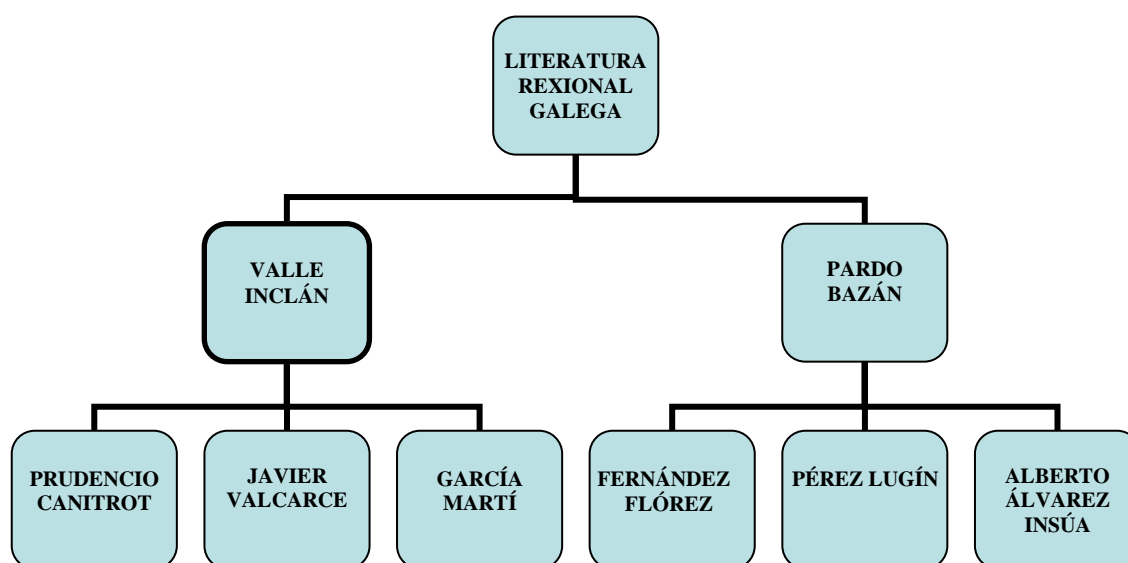 LITERATURA
REXIONAL
GALEGA
VALLE
INCLÁN
PARDO
BAZÁN
PRUDENCIO
CANITROT
JAVIER
VALCARCE
GARCÍA
MARTÍ
FERNÁNDEZ
FLÓREZ
PÉREZ LUGÍN
ALBERTO
ÁLVAREZ
INSÚA